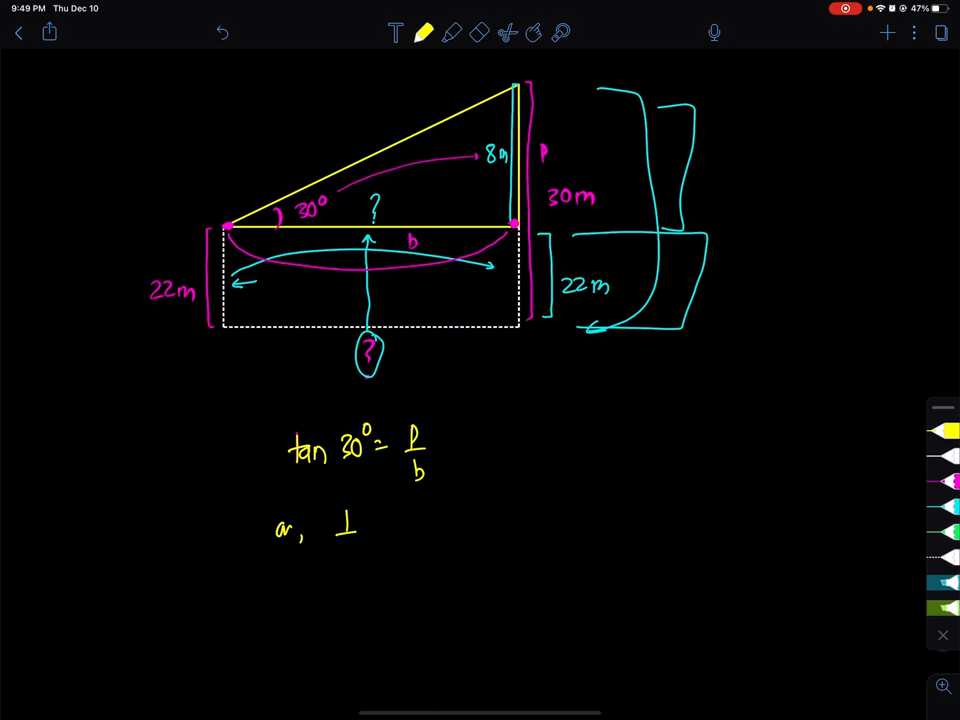 9:49 PM Thu Dec 10
47%
T
8m
P
30°
?
30m
b
22m
22m
?
tan 30° = P/b
or, 1